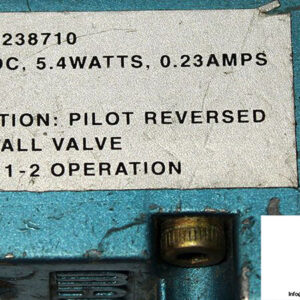 238710
DC, 5.4WATTS, 0.23AMPS
TION: PILOT REVERSED
ALL VALVE
1-2 OPERATION